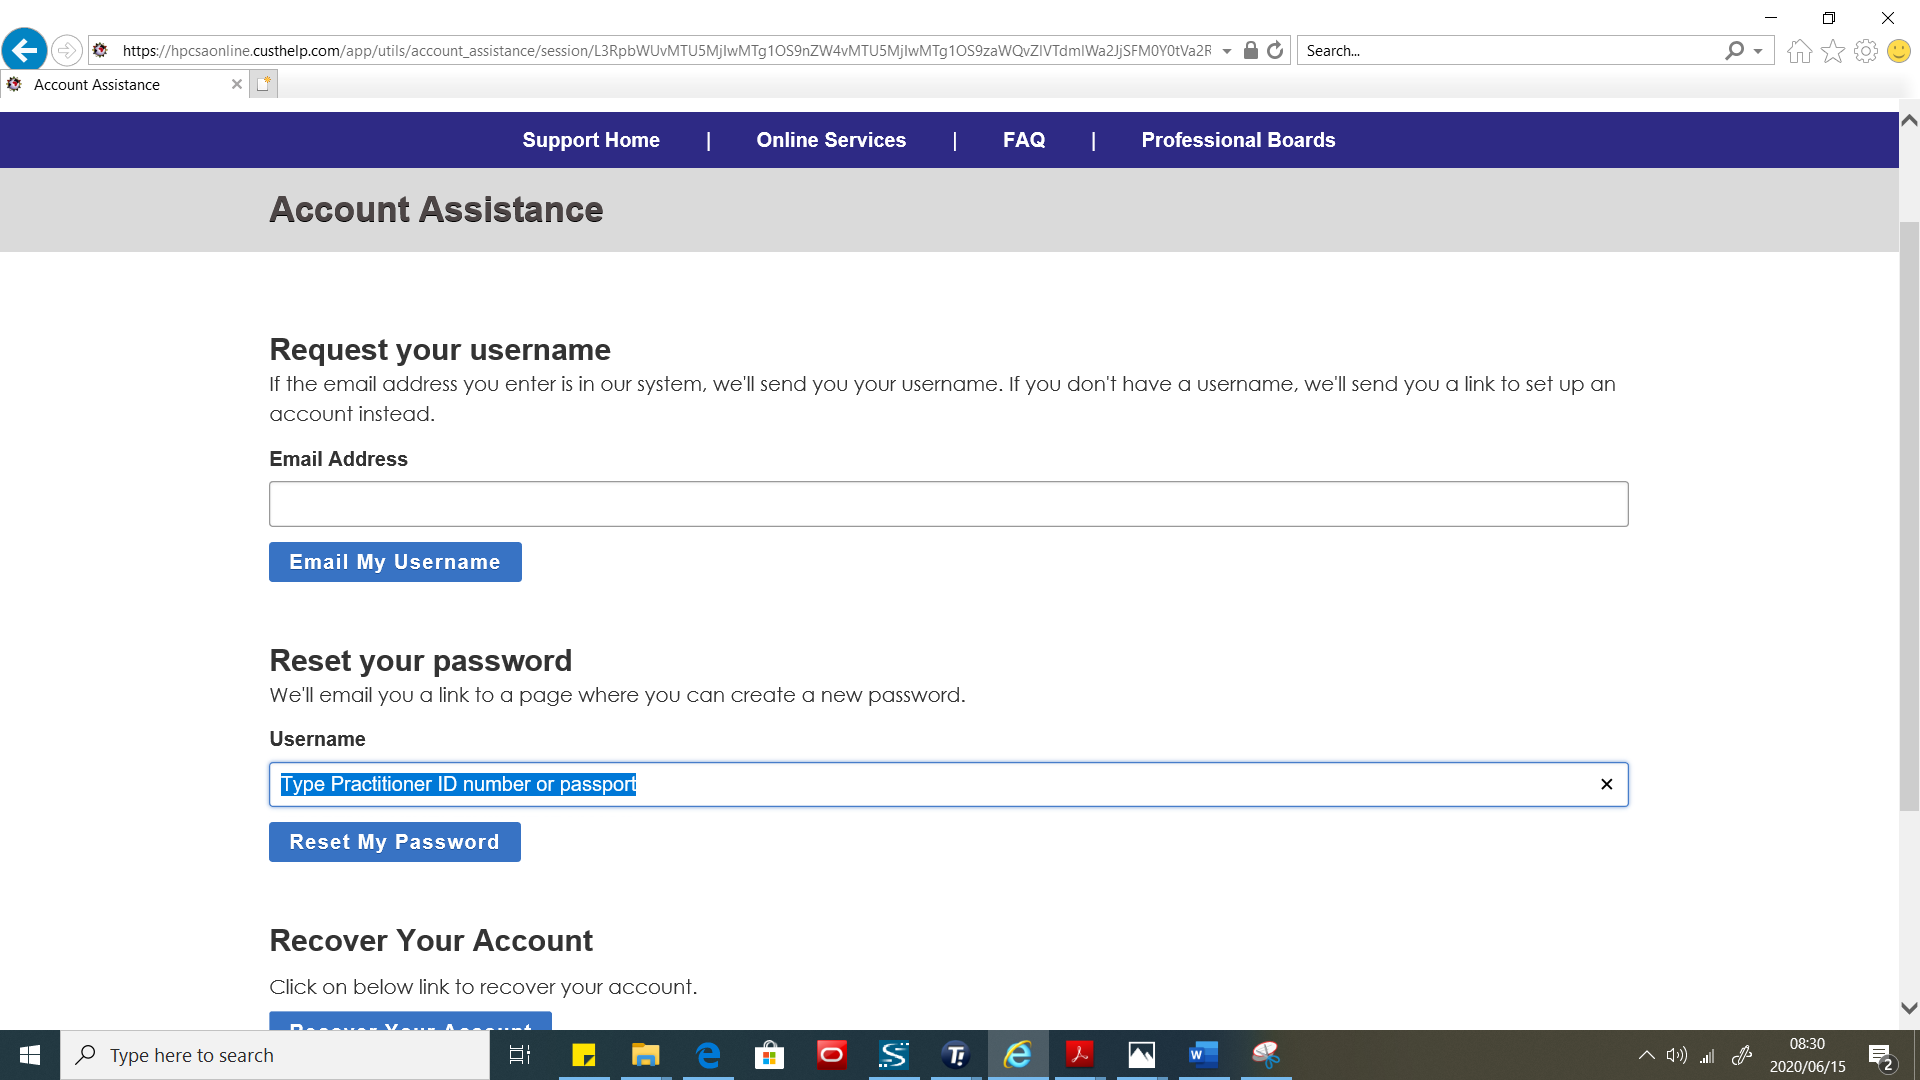 https://hpcsaonline.custhelp.com/app/utils/account_assistance/session/
Search...
Account Assistance
Support Home | Online Services | FAQ | Professional Boards
Account Assistance
Request your username
If the email address you enter is in our system, we'll send you your username. If you don't have a username, we'll send you a link to set up an
account instead.
Email Address
Email My Username
Reset your password
We'll email you a link to a page where you can create a new password.
Username
Type Practitioner ID number or passport
Reset My Password
Recover Your Account
Click on below link to recover your account.
Recover Your Account
Type here to search
08:30
2020/06/15
2